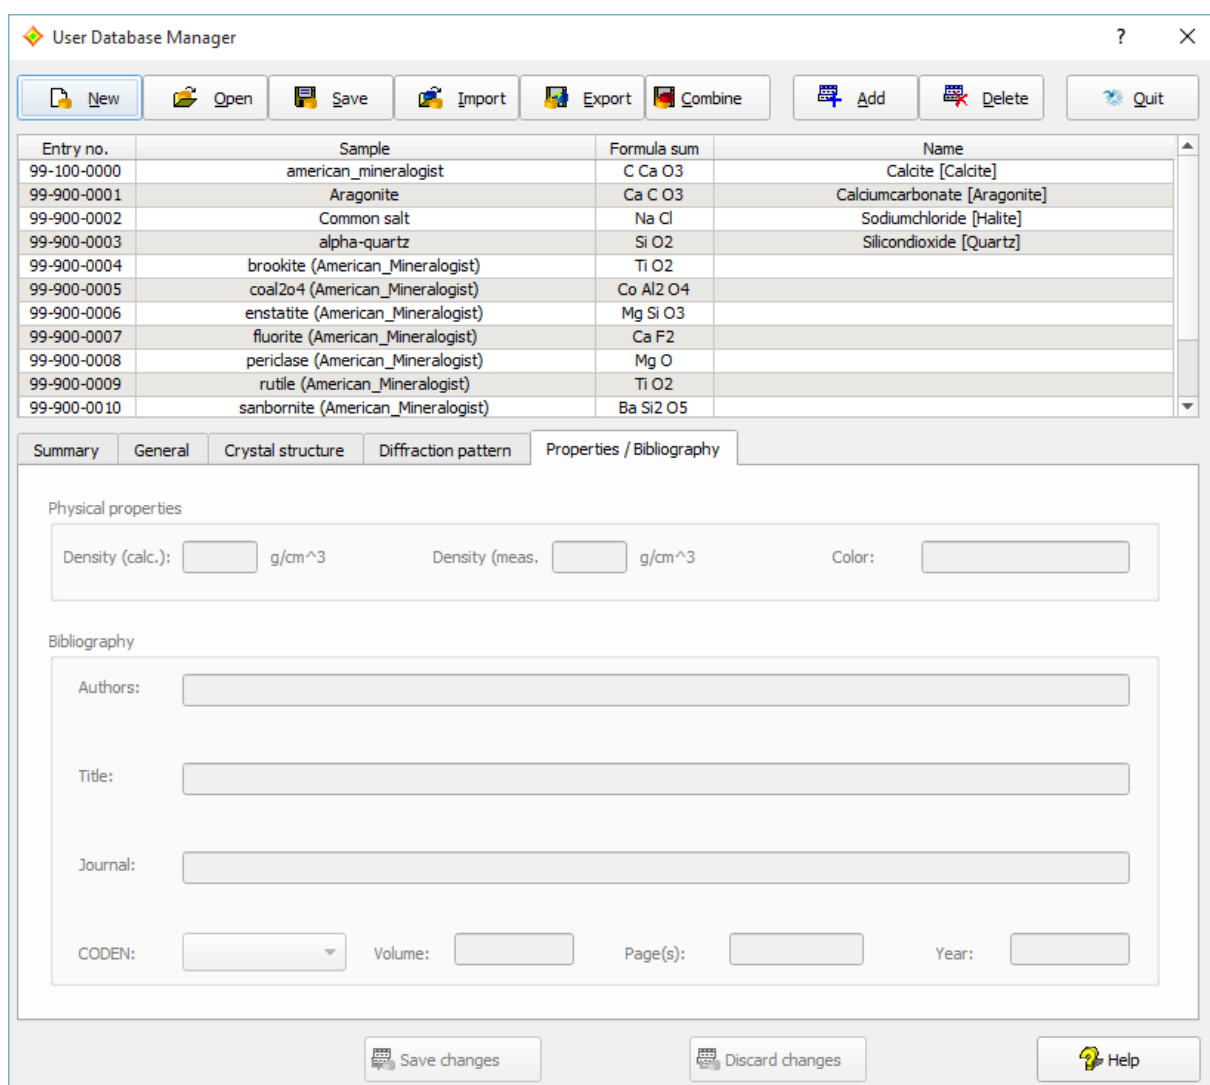 User Database Manager ?
New Open Save Import Export Combine Add Delete Quit
Entry no. Sample Formula sum Name
99-100-0000 american_mineralogist C Ca O3 Calcite [Calcite]
99-900-0001 Aragonite Ca C O3 Calciumcarbonate [Aragonite]
99-900-0002 Common salt Na Cl Sodiumchloride [Halite]
99-900-0003 alpha-quartz Si O2 Silicondioxide [Quartz]
99-900-0004 brookite (American_Mineralogist) Ti O2
99-900-0005 coal2o4 (American_Mineralogist) Co Al2 O4
99-900-0006 enstatite (American_Mineralogist) Mg Si O3
99-900-0007 fluorite (American_Mineralogist) Ca F2
99-900-0008 periclase (American_Mineralogist) Mg O
99-900-0009 rutile (American_Mineralogist) Ti O2
99-900-0010 sanbornite (American_Mineralogist) Ba Si2 O5
Summary General Crystal structure Diffraction pattern Properties / Bibliography
Physical properties
Density (calc.): g/cm^3 Density (meas. g/cm^3 Color:
Bibliography
Authors:
Title:
Journal:
CODEN: Volume: Page(s): Year:
Save changes Discard changes Help